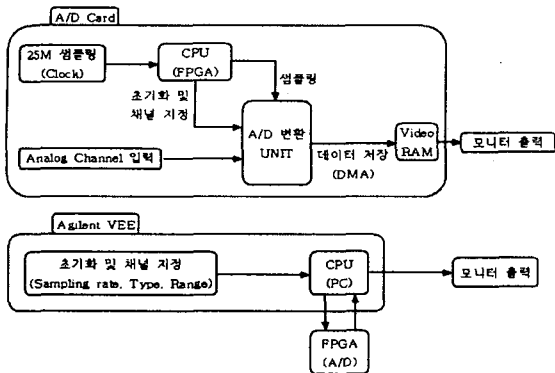 A/D Card
25M 샘플링
(Clock)
CPU
(FPGA)
샘플링
초기화 및
채널 지정
A/D 변환
UNIT
Analog Channel 입력
데이터 저장
(DMA)
Video
RAM
모니터 출력
Agilent VEE
초기화 및 채널 지정
(Sampling rate, Type, Range)
CPU
(PC)
모니터 출력
FPGA
(A/D)